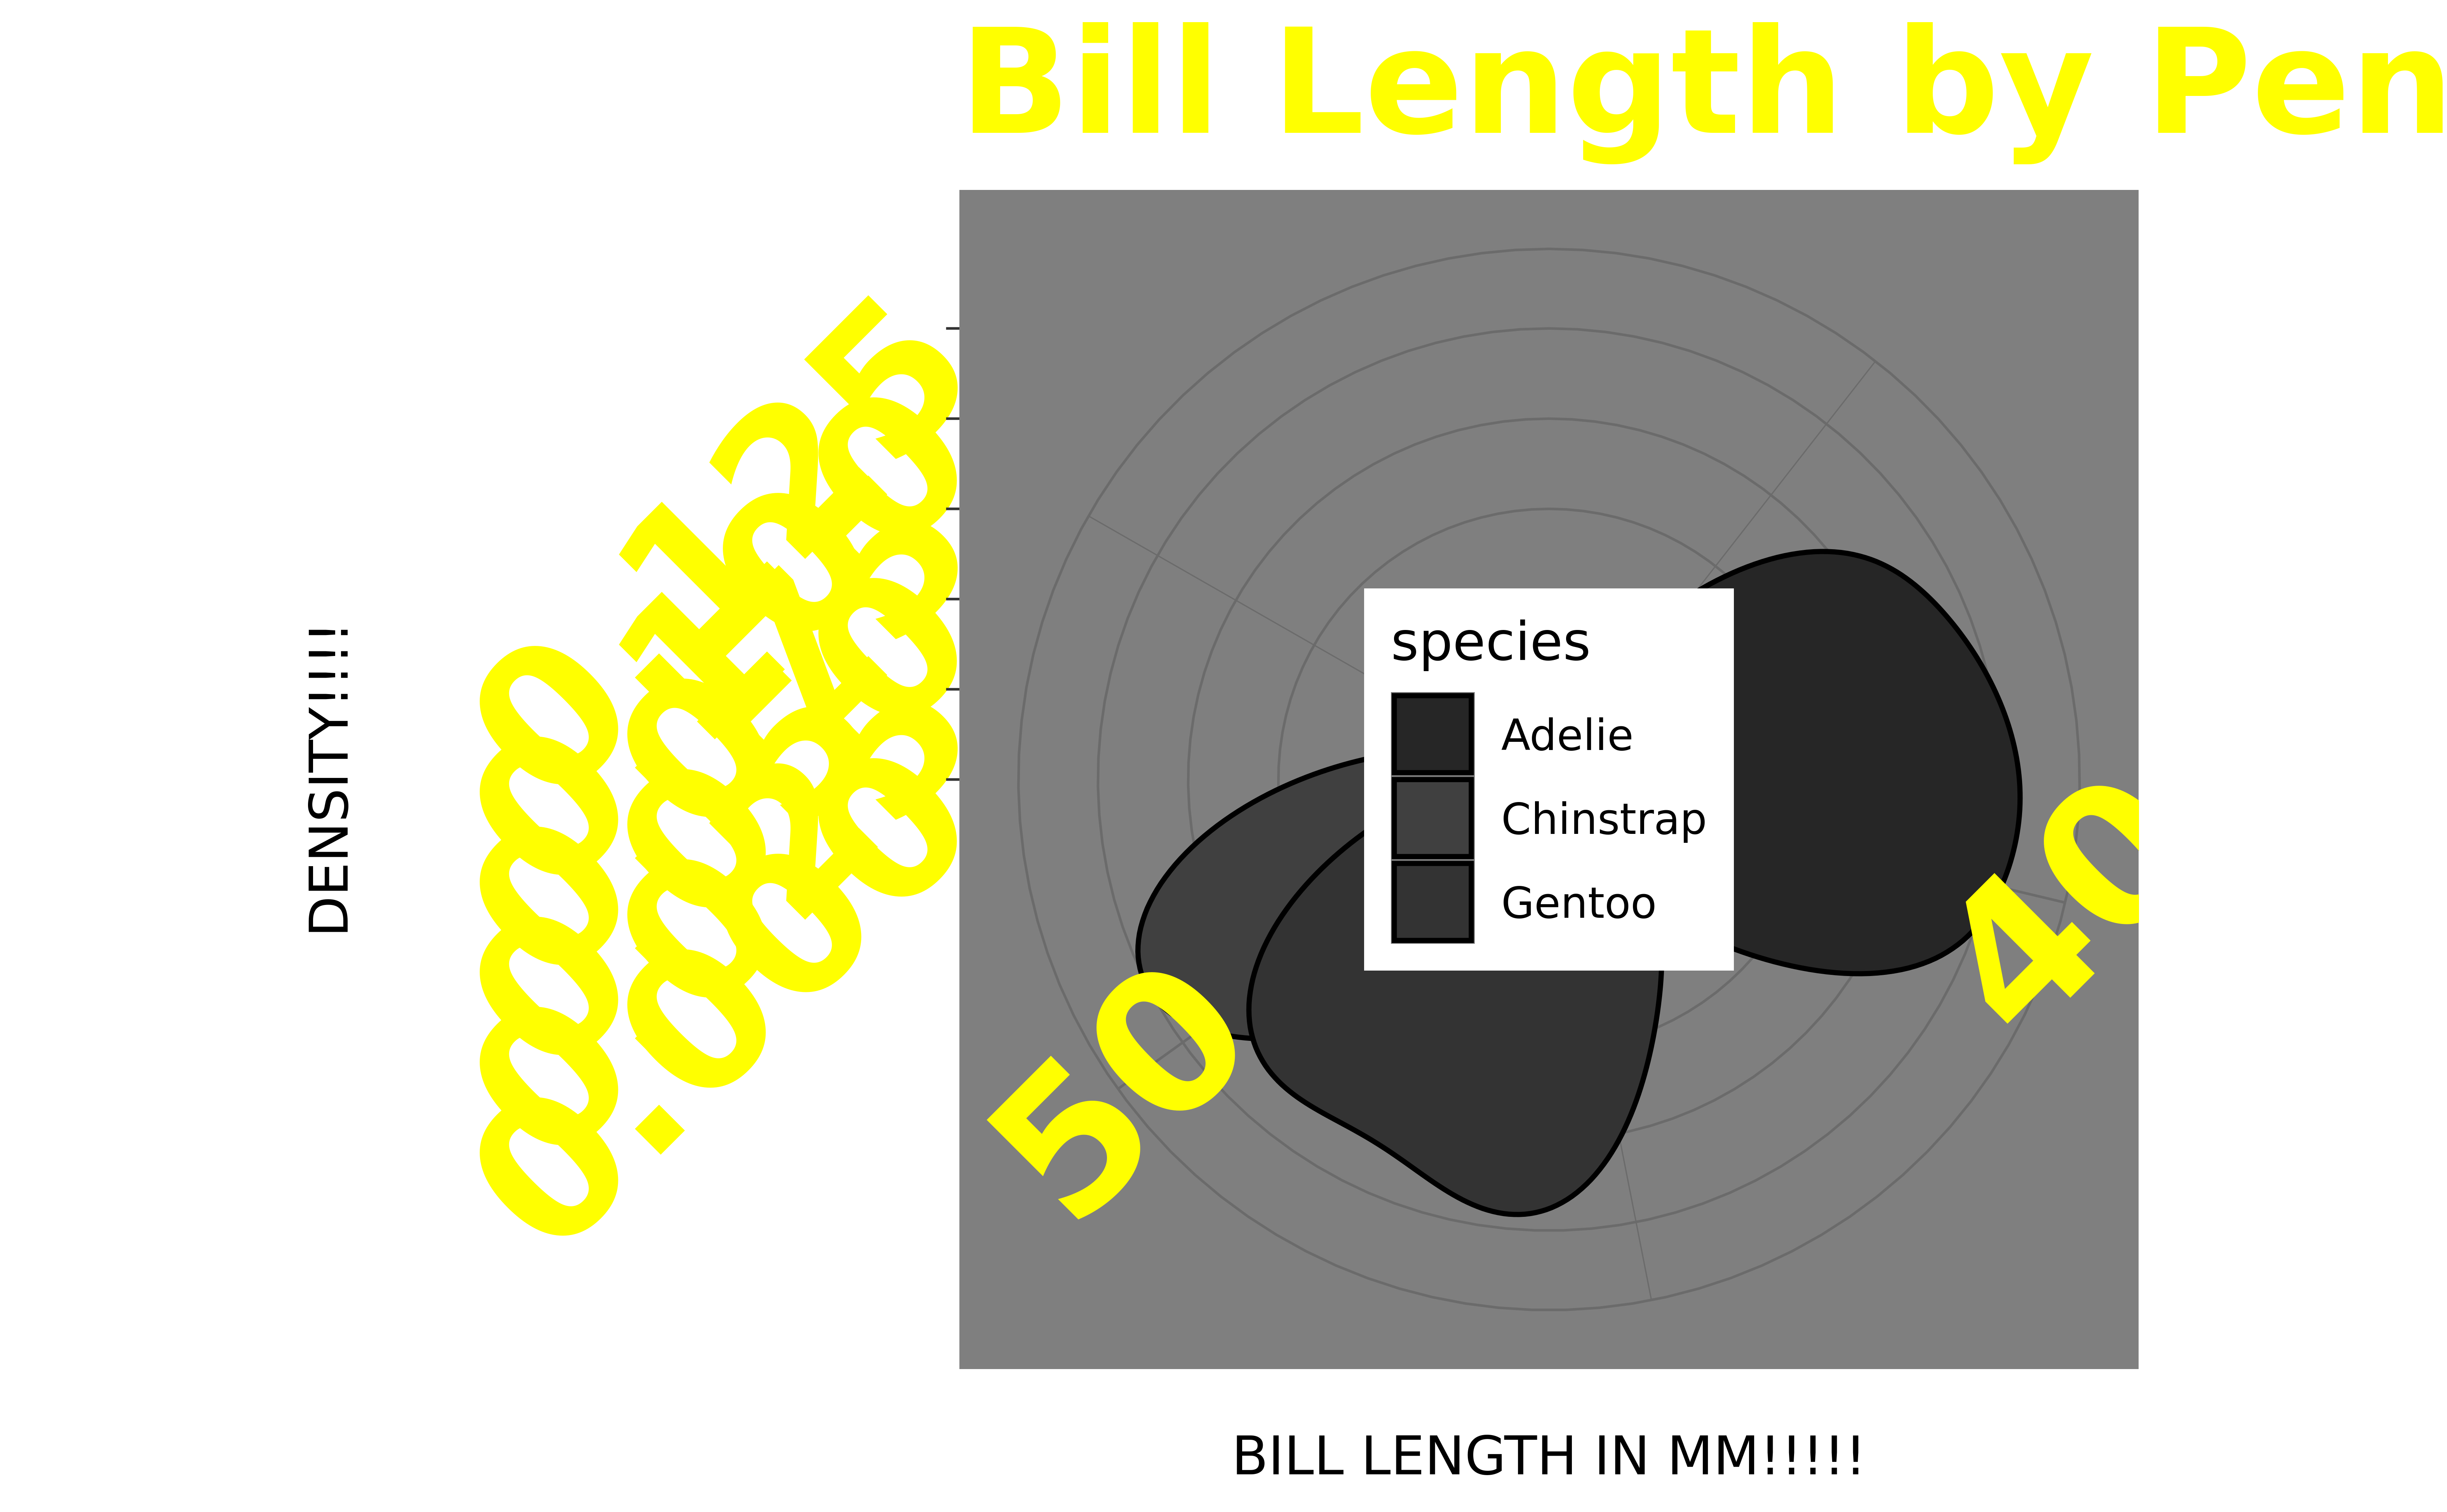 Bill Length by Pen
DENSITY!!!!!
species
Adelie
Chinstrap
Gentoo
40
50
BILL LENGTH IN MM!!!!!